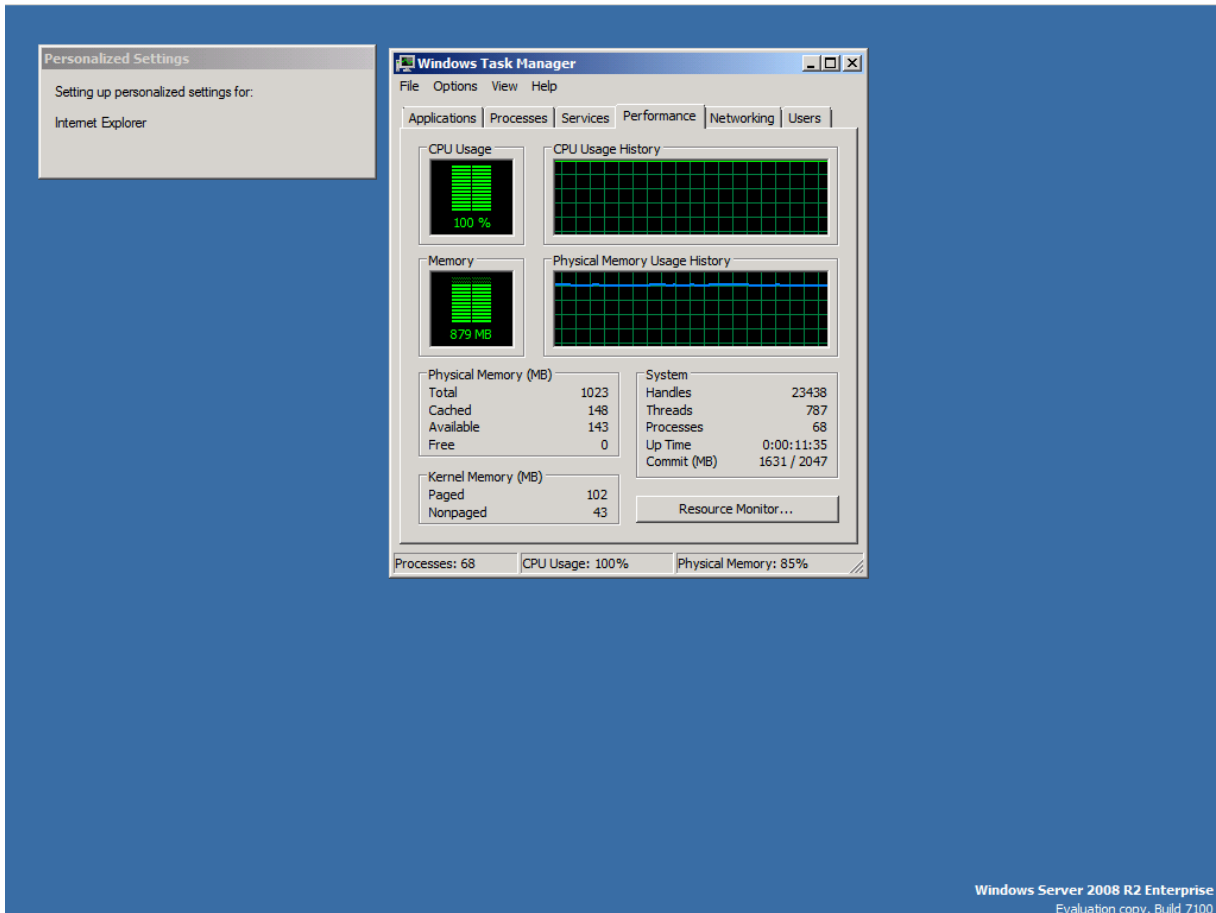 Personalized Settings
Setting up personalized settings for:
Internet Explorer
Windows Task Manager
File Options View Help
Applications Processes Services Performance Networking Users
CPU Usage
100 %
CPU Usage History
Memory
879 MB
Physical Memory Usage History
Physical Memory (MB)
Total 1023
Cached 148
Available 143
Free 0
Kernel Memory (MB)
Paged 102
Nonpaged 43
System
Handles 23438
Threads 787
Processes 68
Up Time 0:00:11:35
Commit (MB) 1631 / 2047
Resource Monitor...
Processes: 68 CPU Usage: 100% Physical Memory: 85%
Windows Server 2008 R2 Enterprise
Evaluation copy. Build 7100